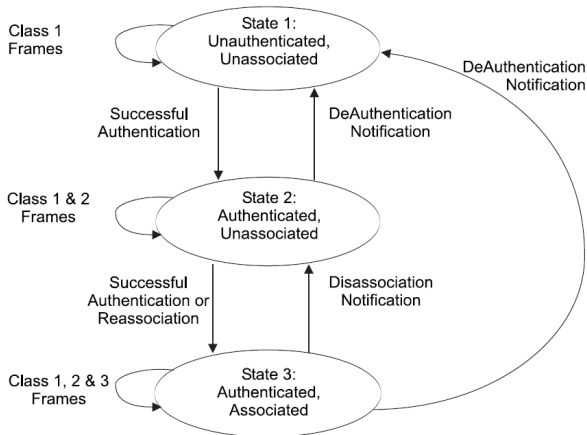 Class 1
Frames
State 1:
Unauthenticated,
Unassociated
DeAuthentication
Notification
Successful
Authentication
DeAuthentication
Notification
Class 1 & 2
Frames
State 2:
Authenticated,
Unassociated
Successful
Authentication or
Reassociation
Disassociation
Notification
Class 1, 2 & 3
Frames
State 3:
Authenticated,
Associated